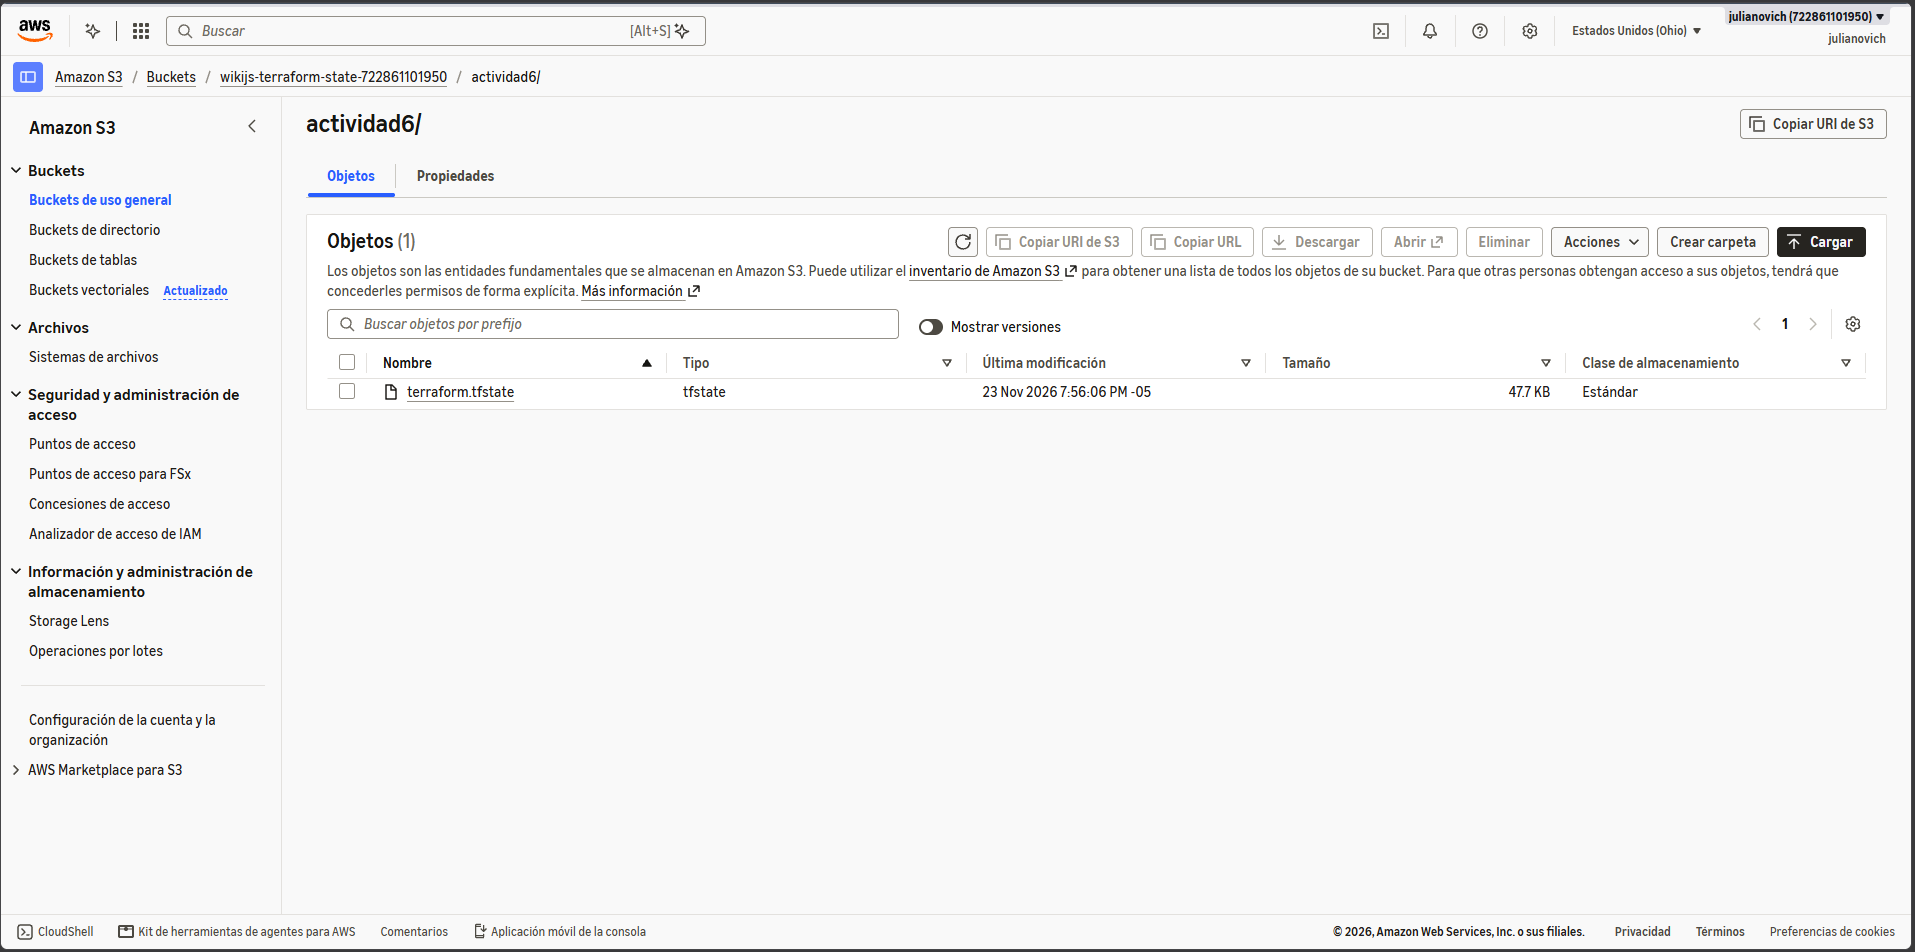 aws
Buscar [Alt+S]
Estados Unidos (Ohio)
julianovich (722861101950)
julianovich
Amazon S3 / Buckets / wikijs-terraform-state-722861101950 / actividad6/
Amazon S3
Buckets
Buckets de uso general
Buckets de directorio
Buckets de tablas
Buckets vectoriales Actualizado
Archivos
Sistemas de archivos
Seguridad y administración de
acceso
Puntos de acceso
Puntos de acceso para FSx
Concesiones de acceso
Analizador de acceso de IAM
Información y administración de
almacenamiento
Storage Lens
Operaciones por lotes
Configuración de la cuenta y la
organización
AWS Marketplace para S3
actividad6/
Copiar URI de S3
Objetos Propiedades
Objetos (1)
Copiar URI de S3 Copiar URL Descargar Abrir Eliminar Acciones Crear carpeta Cargar
Los objetos son las entidades fundamentales que se almacenan en Amazon S3. Puede utilizar el inventario de Amazon S3 para obtener una lista de todos los objetos de su bucket. Para que otras personas obtengan acceso a sus objetos, tendrá que
concederles permisos de forma explícita. Más información
Buscar objetos por prefijo
Mostrar versiones
1
Nombre Tipo Última modificación Tamaño Clase de almacenamiento
terraform.tfstate tfstate 23 Nov 2026 7:56:06 PM -05 47.7 KB Estándar
CloudShell Kit de herramientas de agentes para AWS Comentarios Aplicación móvil de la consola
© 2026, Amazon Web Services, Inc. o sus filiales. Privacidad Términos Preferencias de cookies